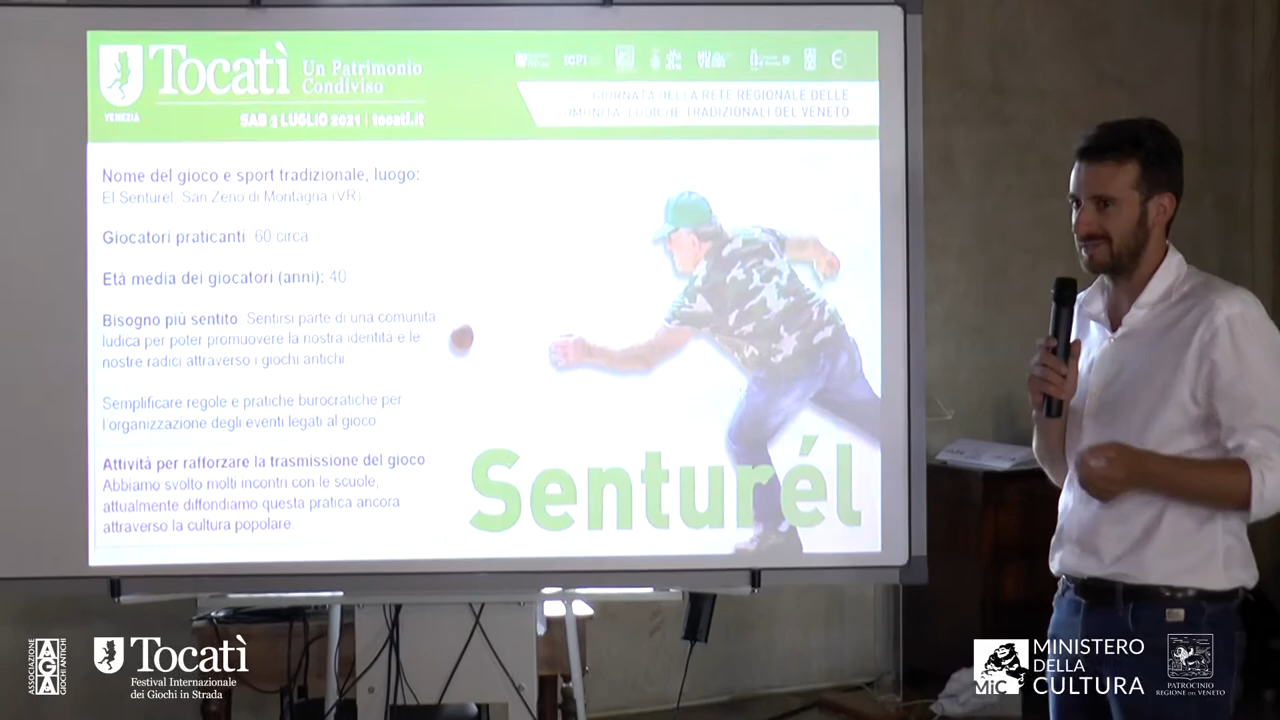 Tocatì
Un Patrimonio
Condiviso
VENEZIA
SAB 3 LUGLIO 2021 | tocati.it
ICPI
GIORNATA DELLA RETE REGIONALE DELLE
COMUNITÀ LUDICHE TRADIZIONALI DEL VENETO
Nome del gioco e sport tradizionale, luogo:
El Senturel, San Zeno di Montagna (VR)
Giocatori praticanti 60 circa
Età media dei giocatori (anni): 40
Bisogno più sentito Sentirsi parte di una comunità
ludica per poter promuovere la nostra identità e le
nostre radici attraverso i giochi antichi
Semplificare regole e pratiche burocratiche per
l'organizzazione degli eventi legati al gioco
Attività per rafforzare la trasmissione del gioco
Abbiamo svolto molti incontri con le scuole,
attualmente diffondiamo questa pratica ancora
attraverso la cultura popolare
Senturél
ASSOCIAZIONE
AGA
GIOCHI ANTICHI
Tocatì
Festival Internazionale
dei Giochi in Strada
MiC
MINISTERO
DELLA
CULTURA
PATROCINIO
REGIONE DEL VENETO